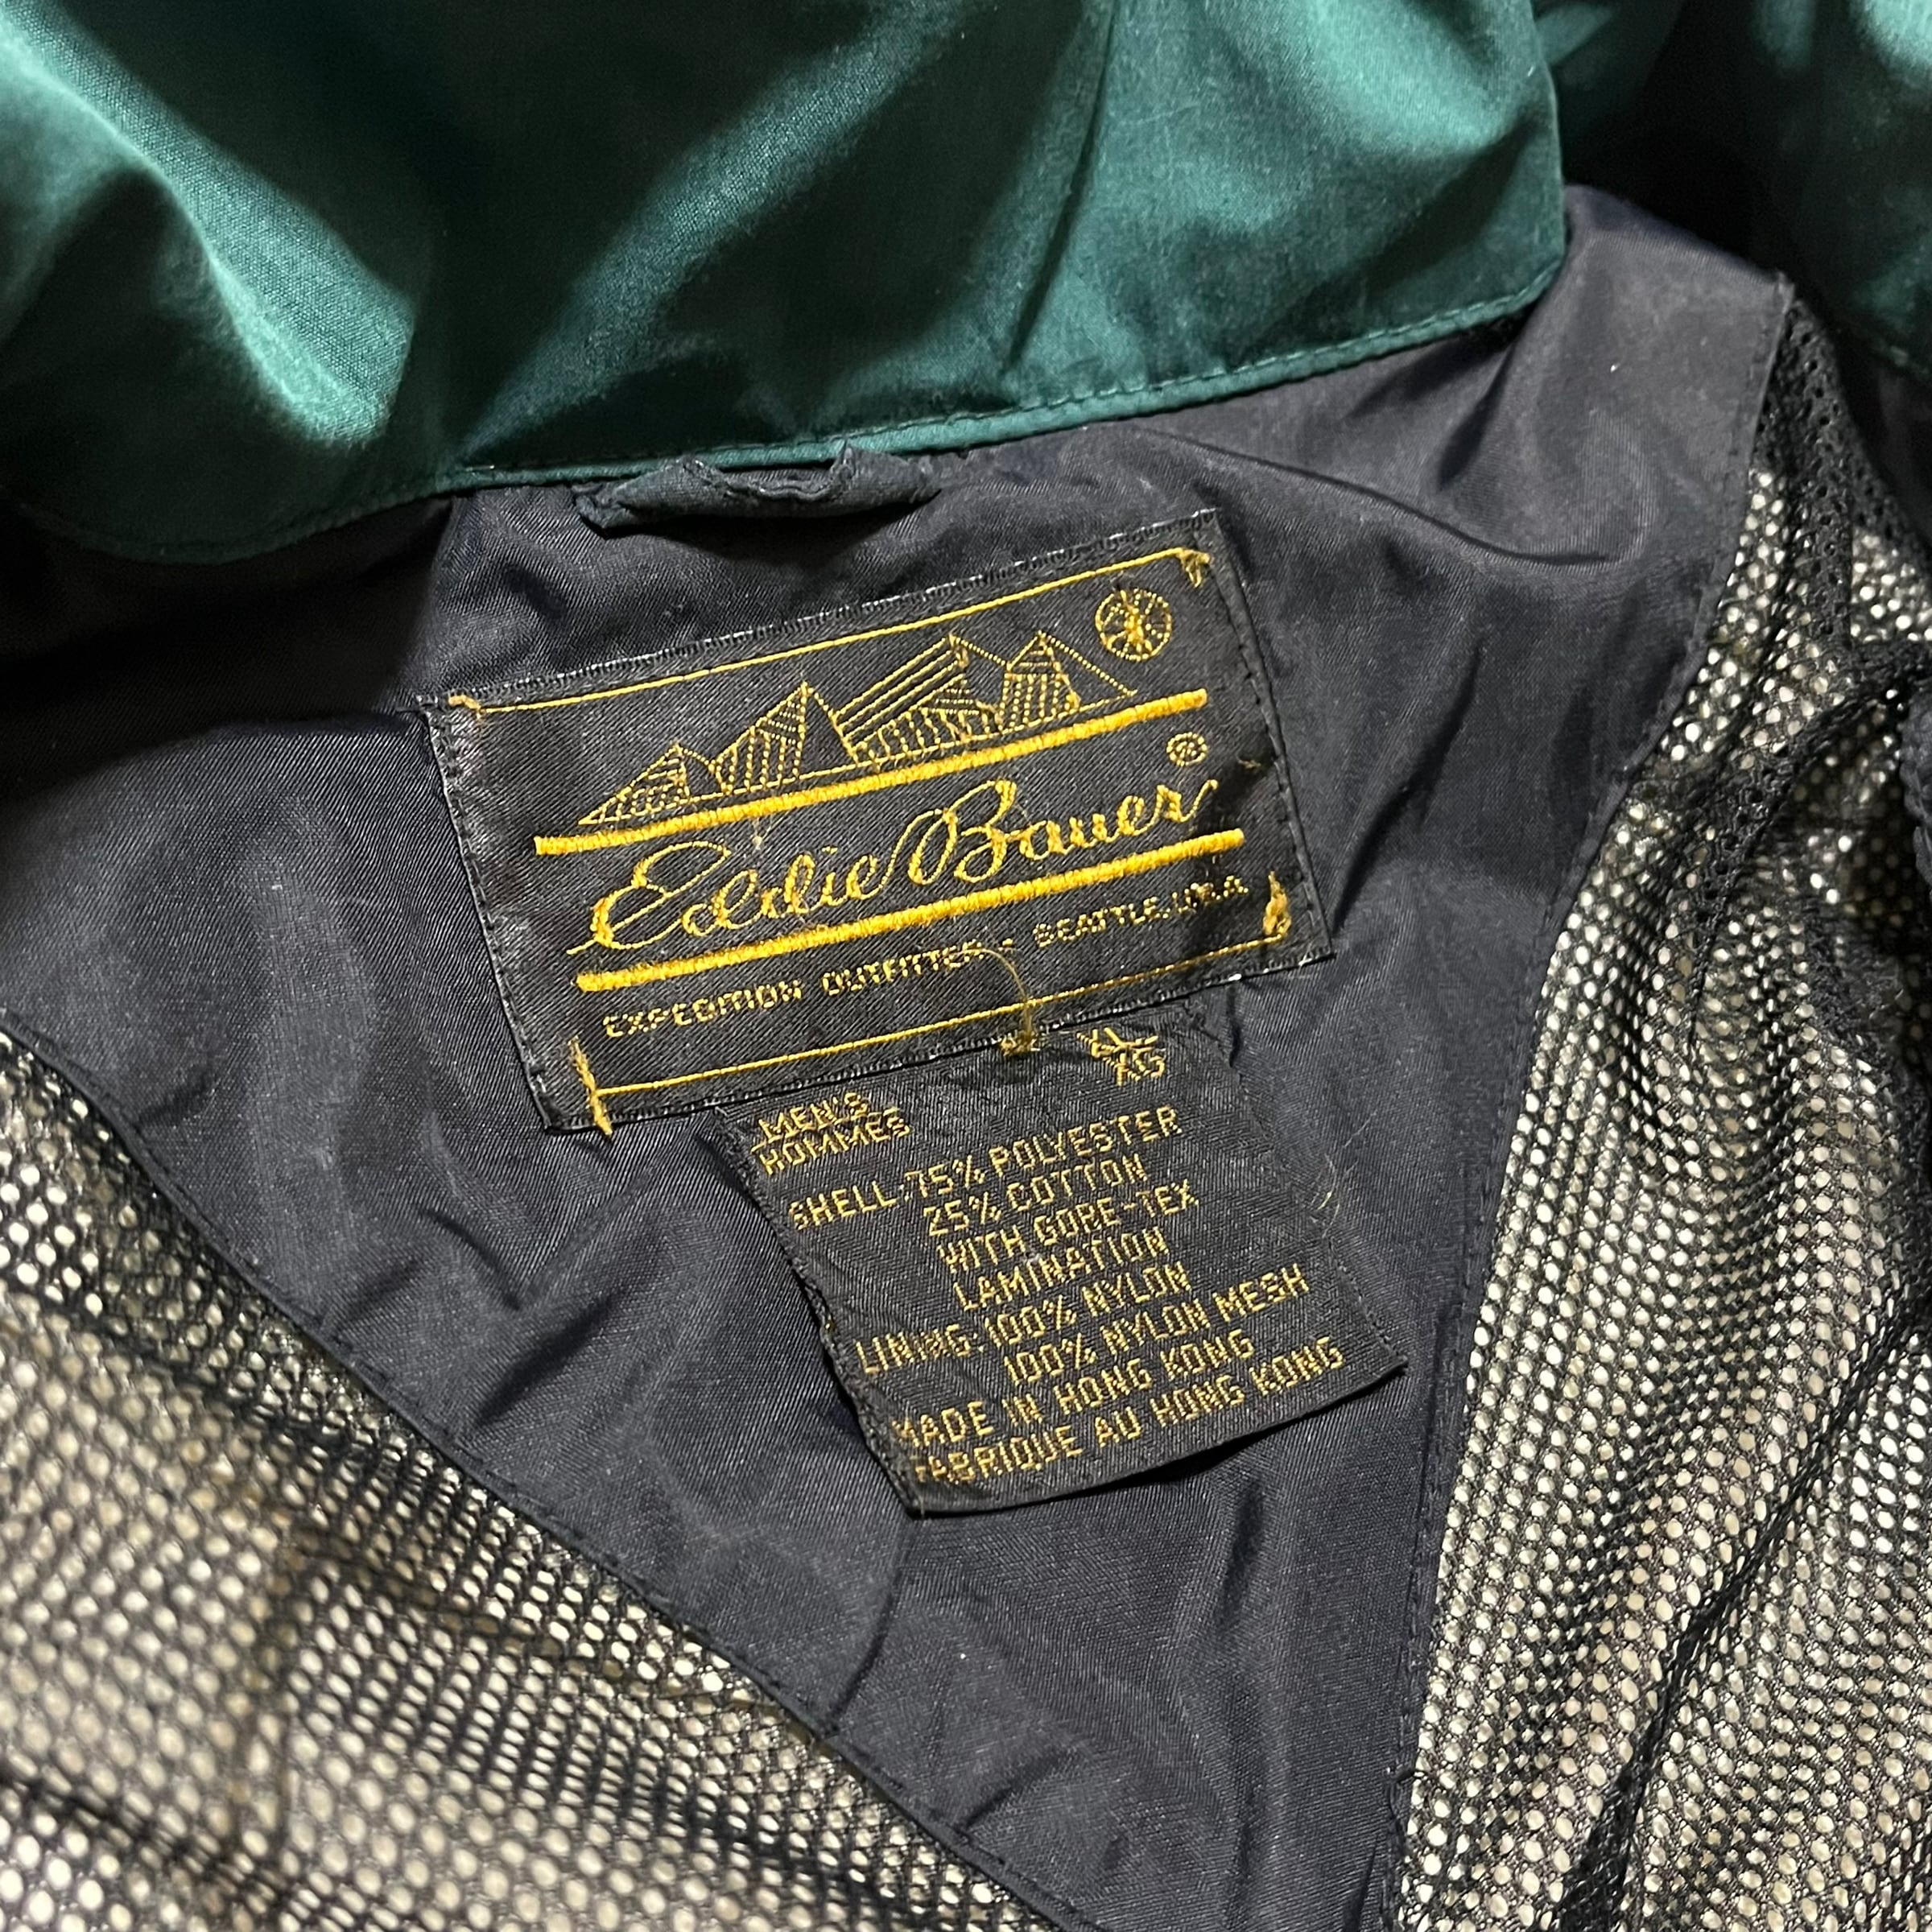 Eddie Bauer ®
EXPEDITION OUTFITTER - SEATTLE, U.S.A
MEN'S
HOMMES
XG
SHELL: 75% POLYESTER
25% COTTON
WITH GORE-TEX
LAMINATION
LINING: 100% NYLON
100% NYLON MESH
MADE IN HONG KONG
FABRIQUE AU HONG KONG